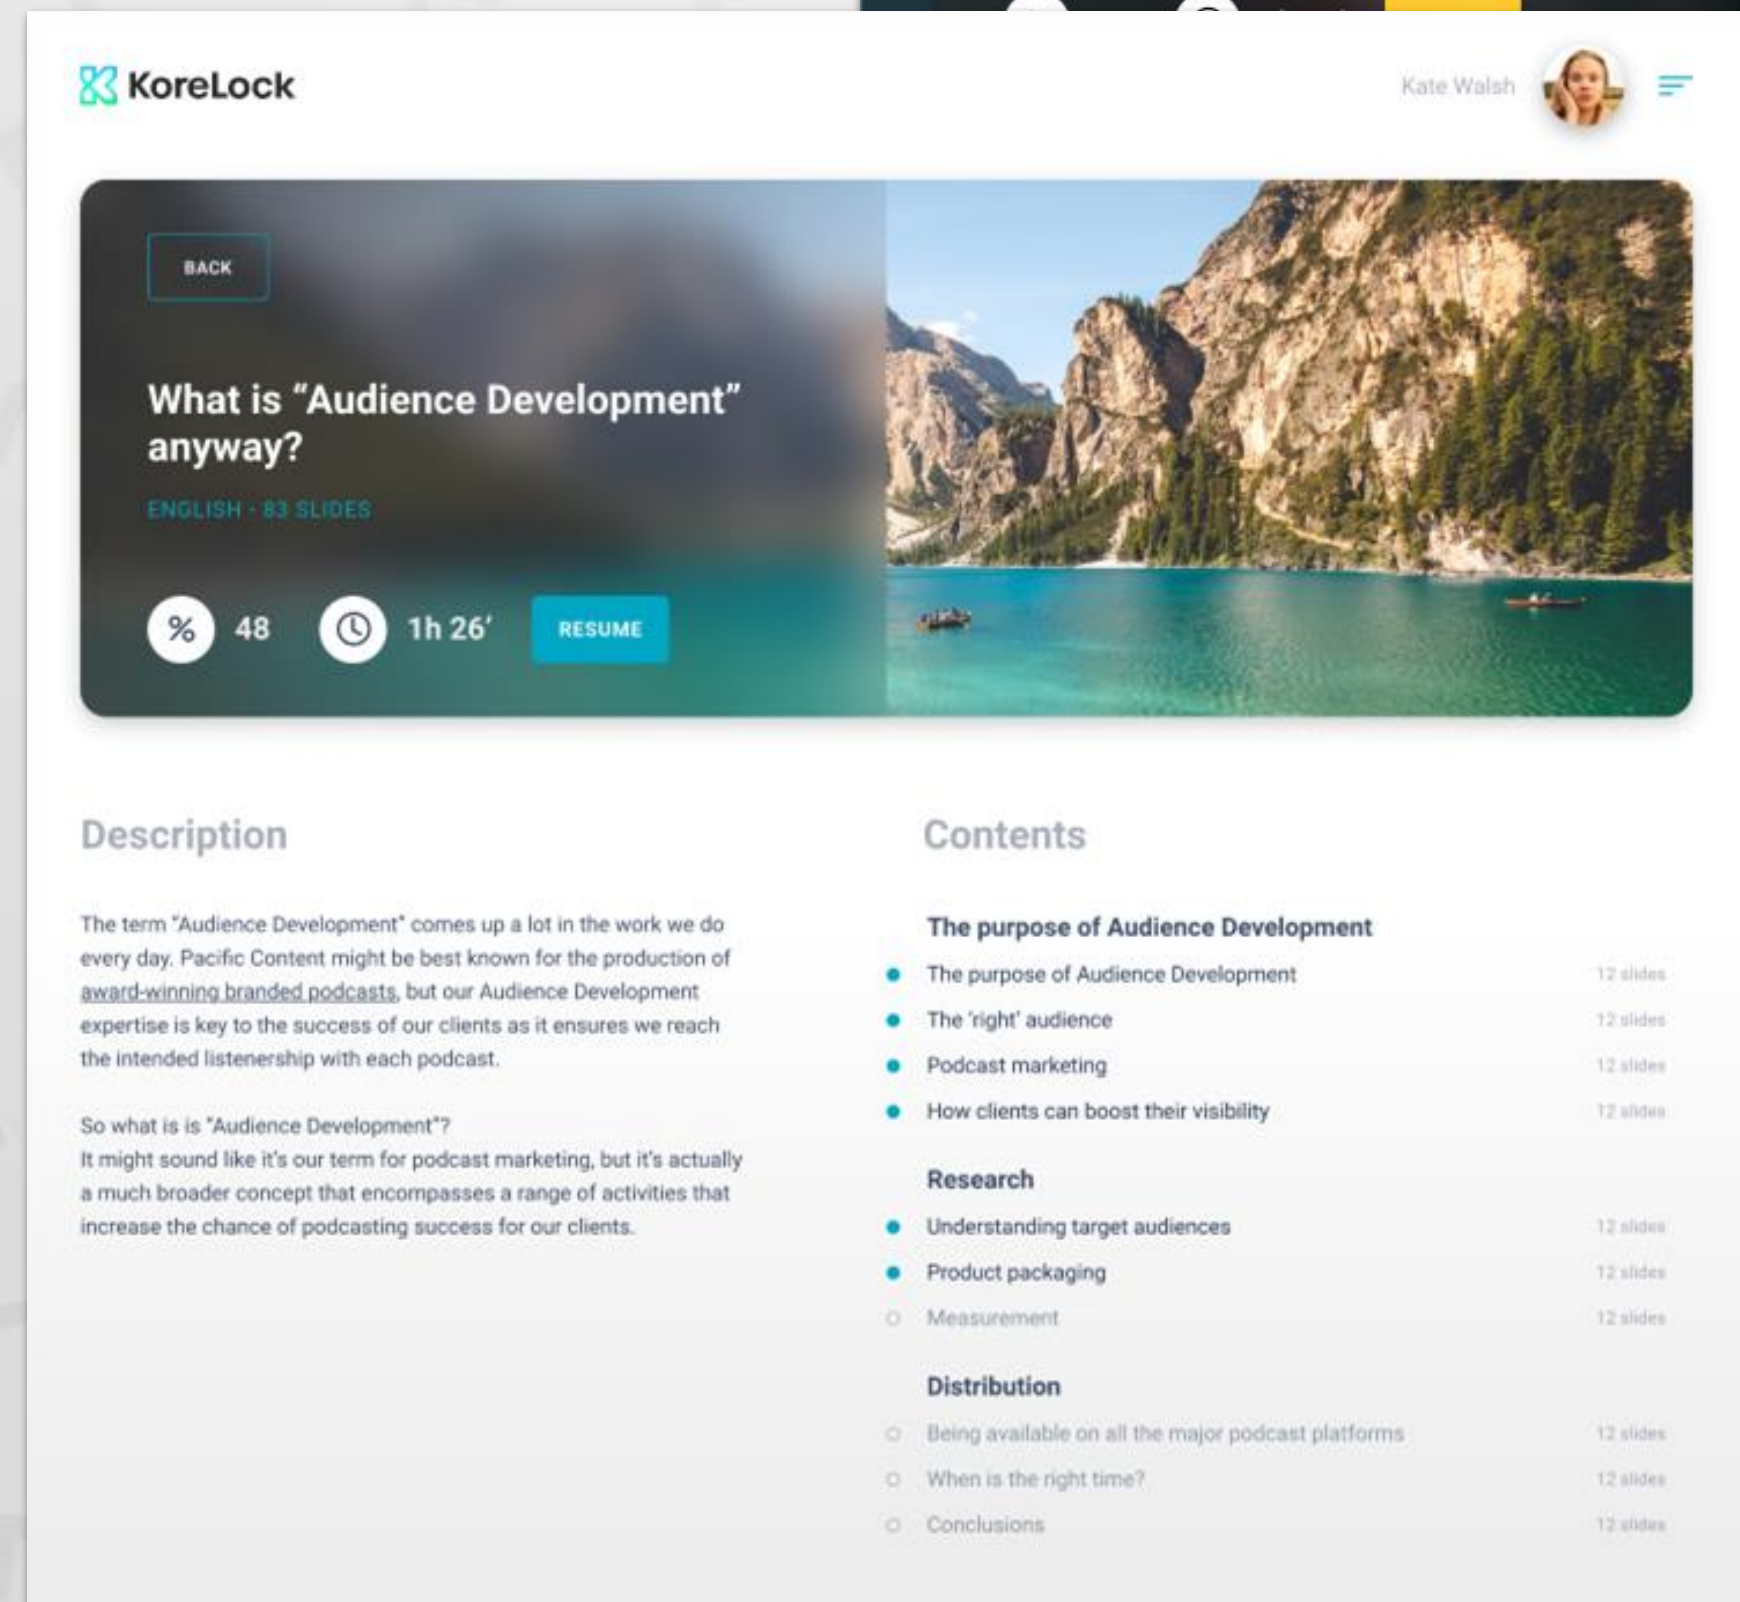 KoreLock
Kate Walsh
BACK
What is “Audience Development”
anyway?
ENGLISH - 83 SLIDES
% 48 1h 26’ RESUME
Description
The term “Audience Development” comes up a lot in the work we do
every day. Pacific Content might be best known for the production of
award-winning branded podcasts, but our Audience Development
expertise is key to the success of our clients as it ensures we reach
the intended listenership with each podcast.
So what is is “Audience Development”?
It might sound like it’s our term for podcast marketing, but it’s actually
a much broader concept that encompasses a range of activities that
increase the chance of podcasting success for our clients.
Contents
The purpose of Audience Development
The purpose of Audience Development 12 slides
The ‘right’ audience 12 slides
Podcast marketing 12 slides
How clients can boost their visibility 12 slides
Research
Understanding target audiences 12 slides
Product packaging 12 slides
Measurement 12 slides
Distribution
Being available on all the major podcast platforms 12 slides
When is the right time? 12 slides
Conclusions 12 slides